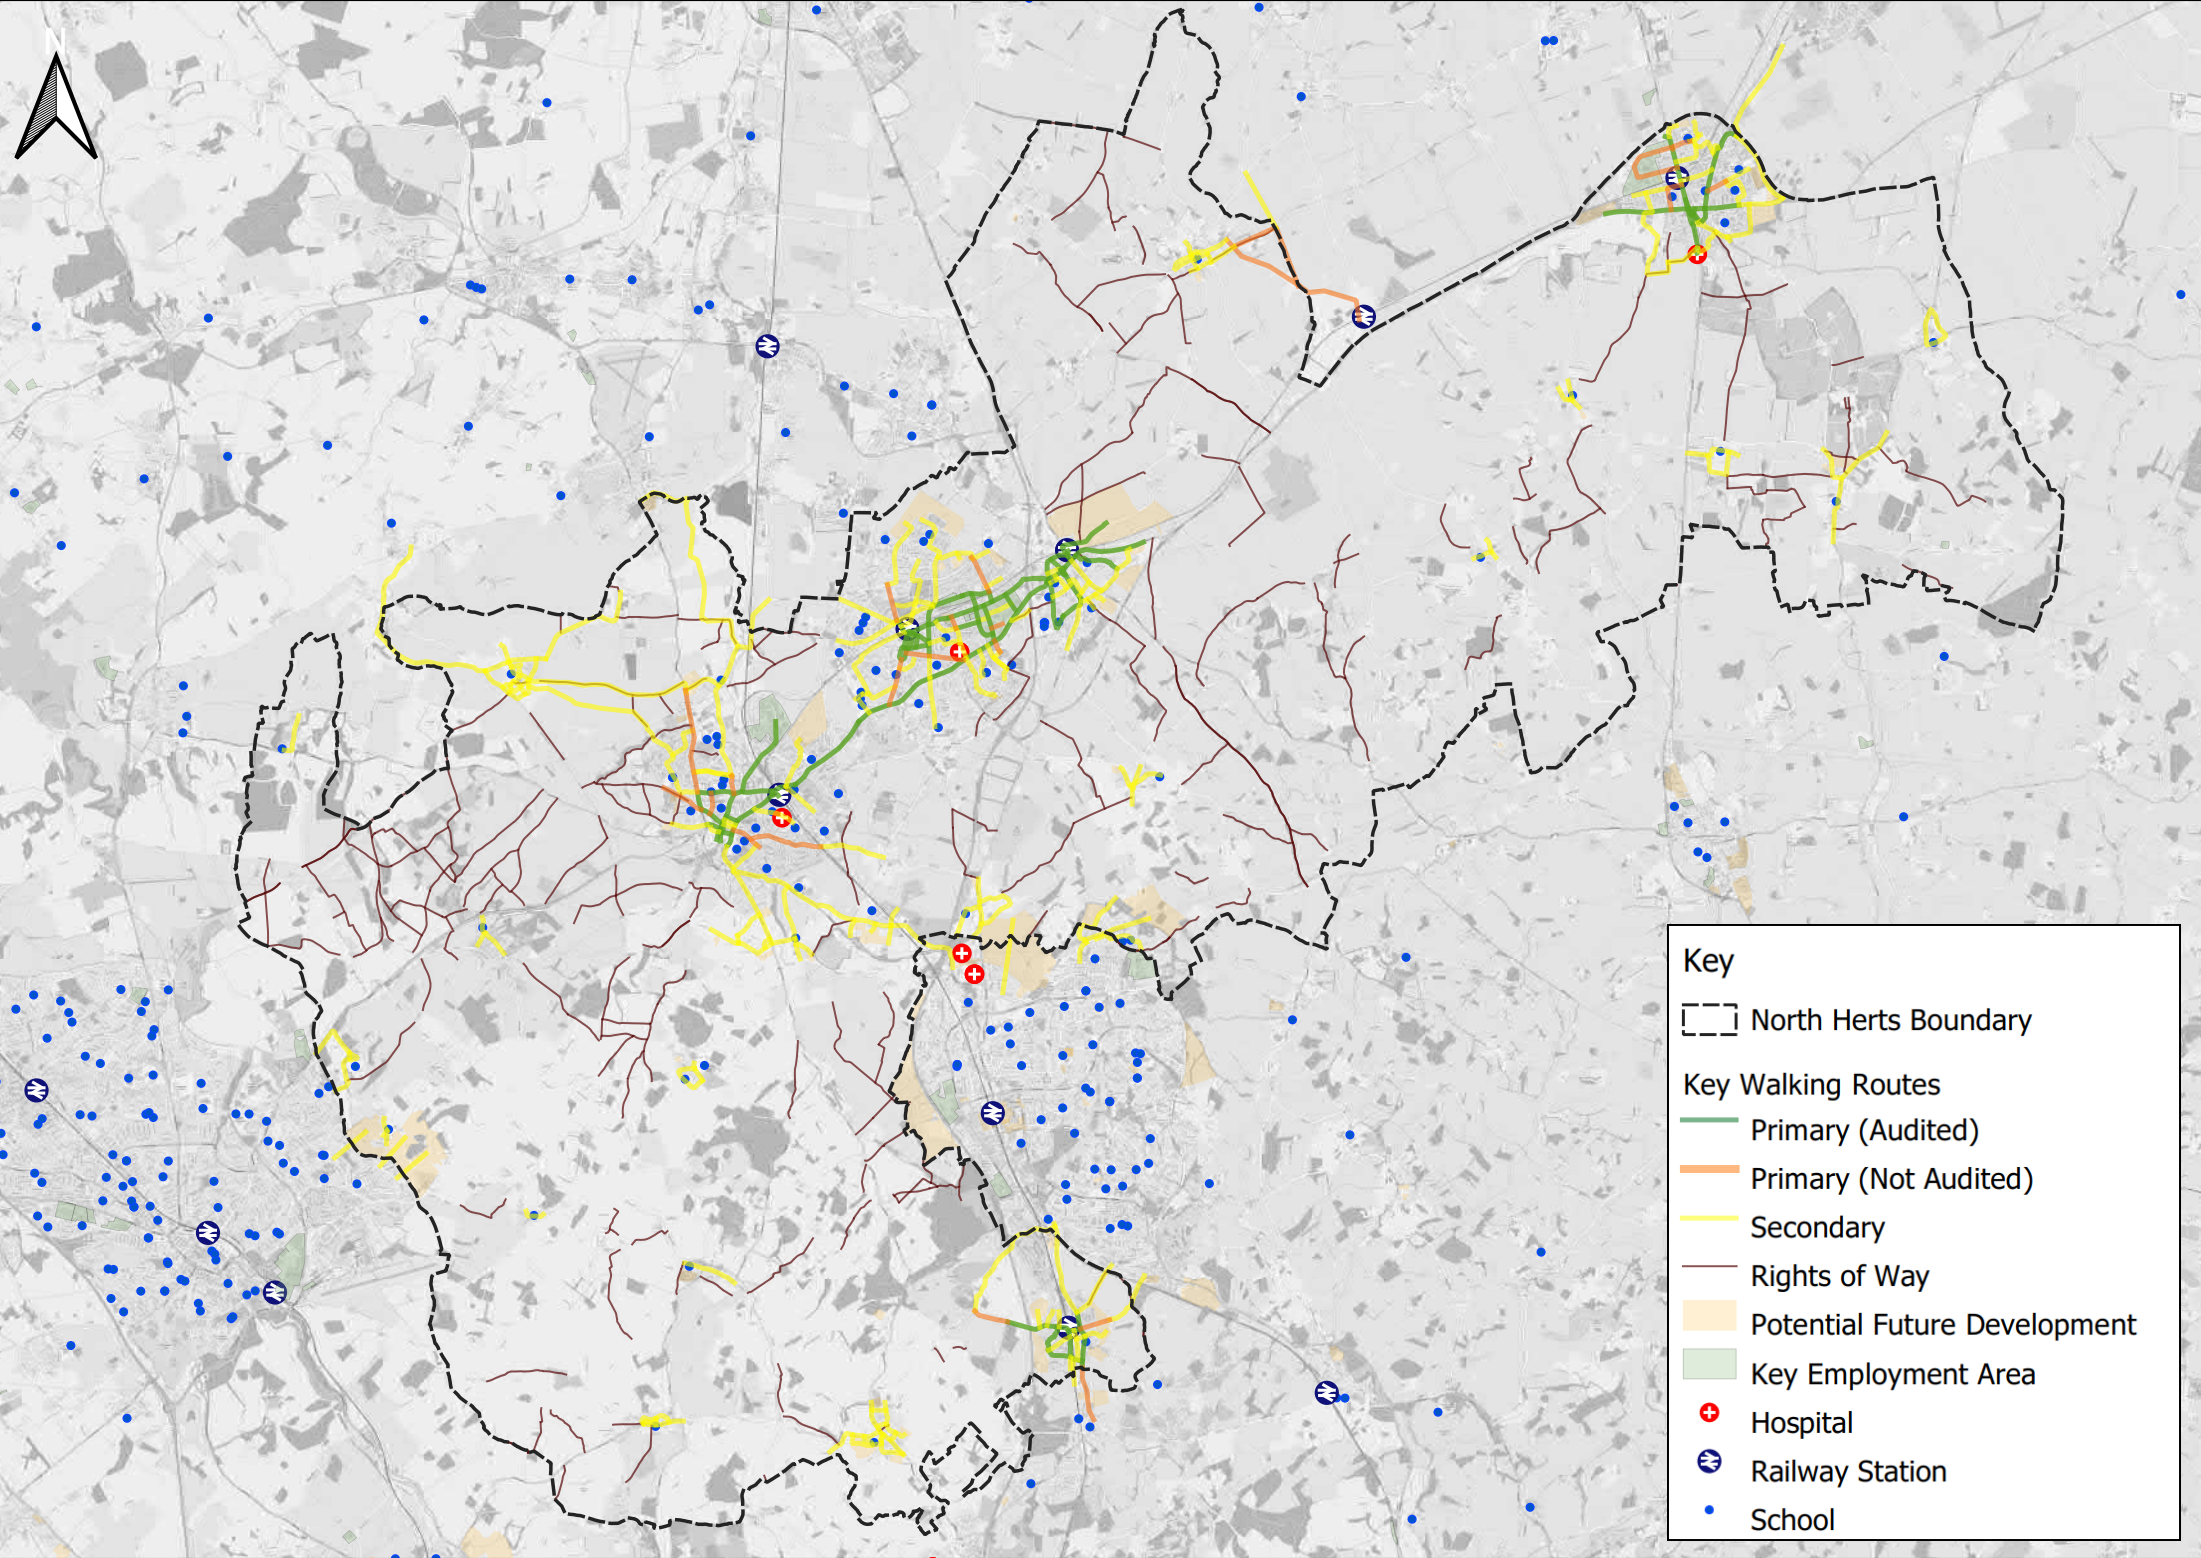 N
Key
North Herts Boundary
Key Walking Routes
Primary (Audited)
Primary (Not Audited)
Secondary
Rights of Way
Potential Future Development
Key Employment Area
Hospital
Railway Station
School